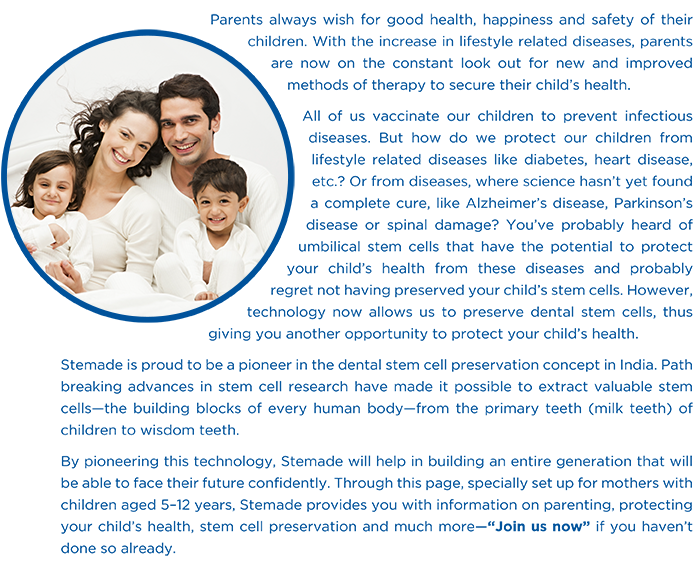 Parents always wish for good health, happiness and safety of their
children. With the increase in lifestyle related diseases, parents
are now on the constant look out for new and improved
methods of therapy to secure their child's health.
All of us vaccinate our children to prevent infectious
diseases. But how do we protect our children from
lifestyle related diseases like diabetes, heart disease,
etc.? Or from diseases, where science hasn't yet found
a complete cure, like Alzheimer's disease, Parkinson's
disease or spinal damage? You've probably heard of
umbilical stem cells that have the potential to protect
your child's health from these diseases and probably
regret not having preserved your child's stem cells. However,
technology now allows us to preserve dental stem cells, thus
giving you another opportunity to protect your child's health.
Stemade is proud to be a pioneer in the dental stem cell preservation concept in India. Path
breaking advances in stem cell research have made it possible to extract valuable stem
cells—the building blocks of every human body—from the primary teeth (milk teeth) of
children to wisdom teeth.
By pioneering this technology, Stemade will help in building an entire generation that will
be able to face their future confidently. Through this page, specially set up for mothers with
children aged 5–12 years, Stemade provides you with information on parenting, protecting
your child's health, stem cell preservation and much more—“Join us now” if you haven't
done so already.